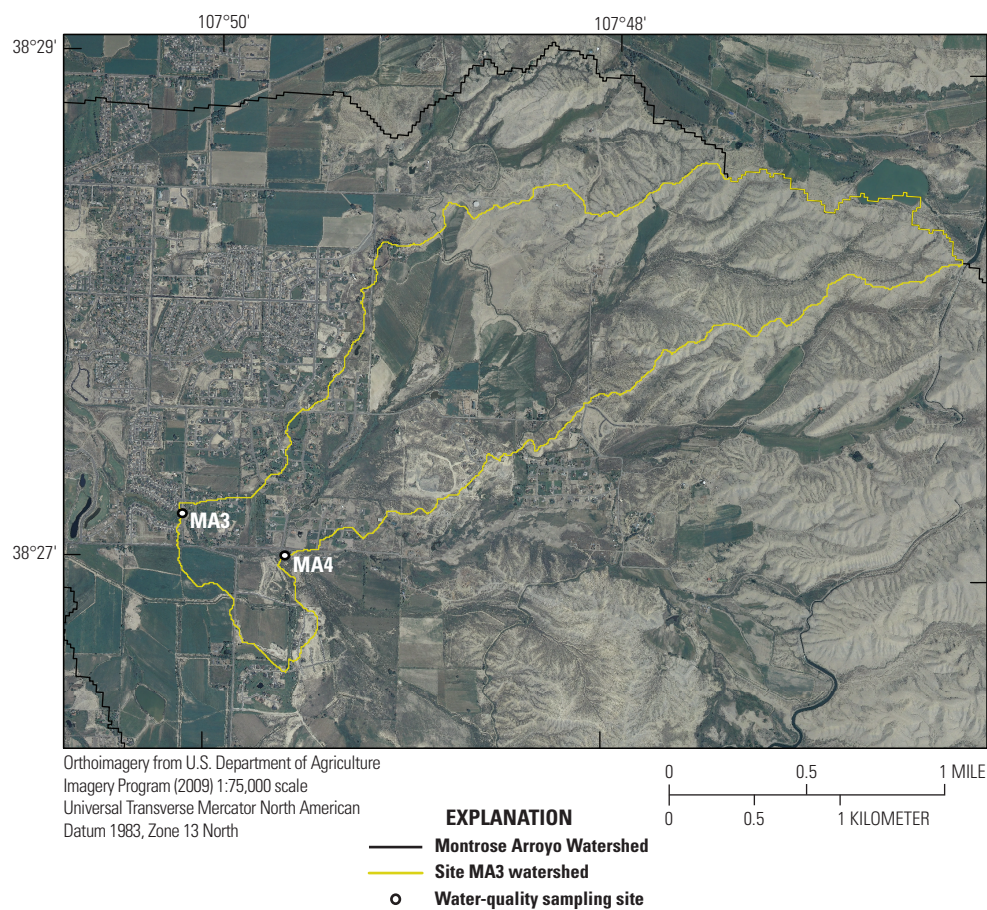 107°50' 107°48'
38°29'
MA3
38°27'
MA4
Orthoimagery from U.S. Department of Agriculture
Imagery Program (2009) 1:75,000 scale
Universal Transverse Mercator North American
Datum 1983, Zone 13 North
0 0.5 1 MILE
0 0.5 1 KILOMETER
EXPLANATION
Montrose Arroyo Watershed
Site MA3 watershed
Water-quality sampling site